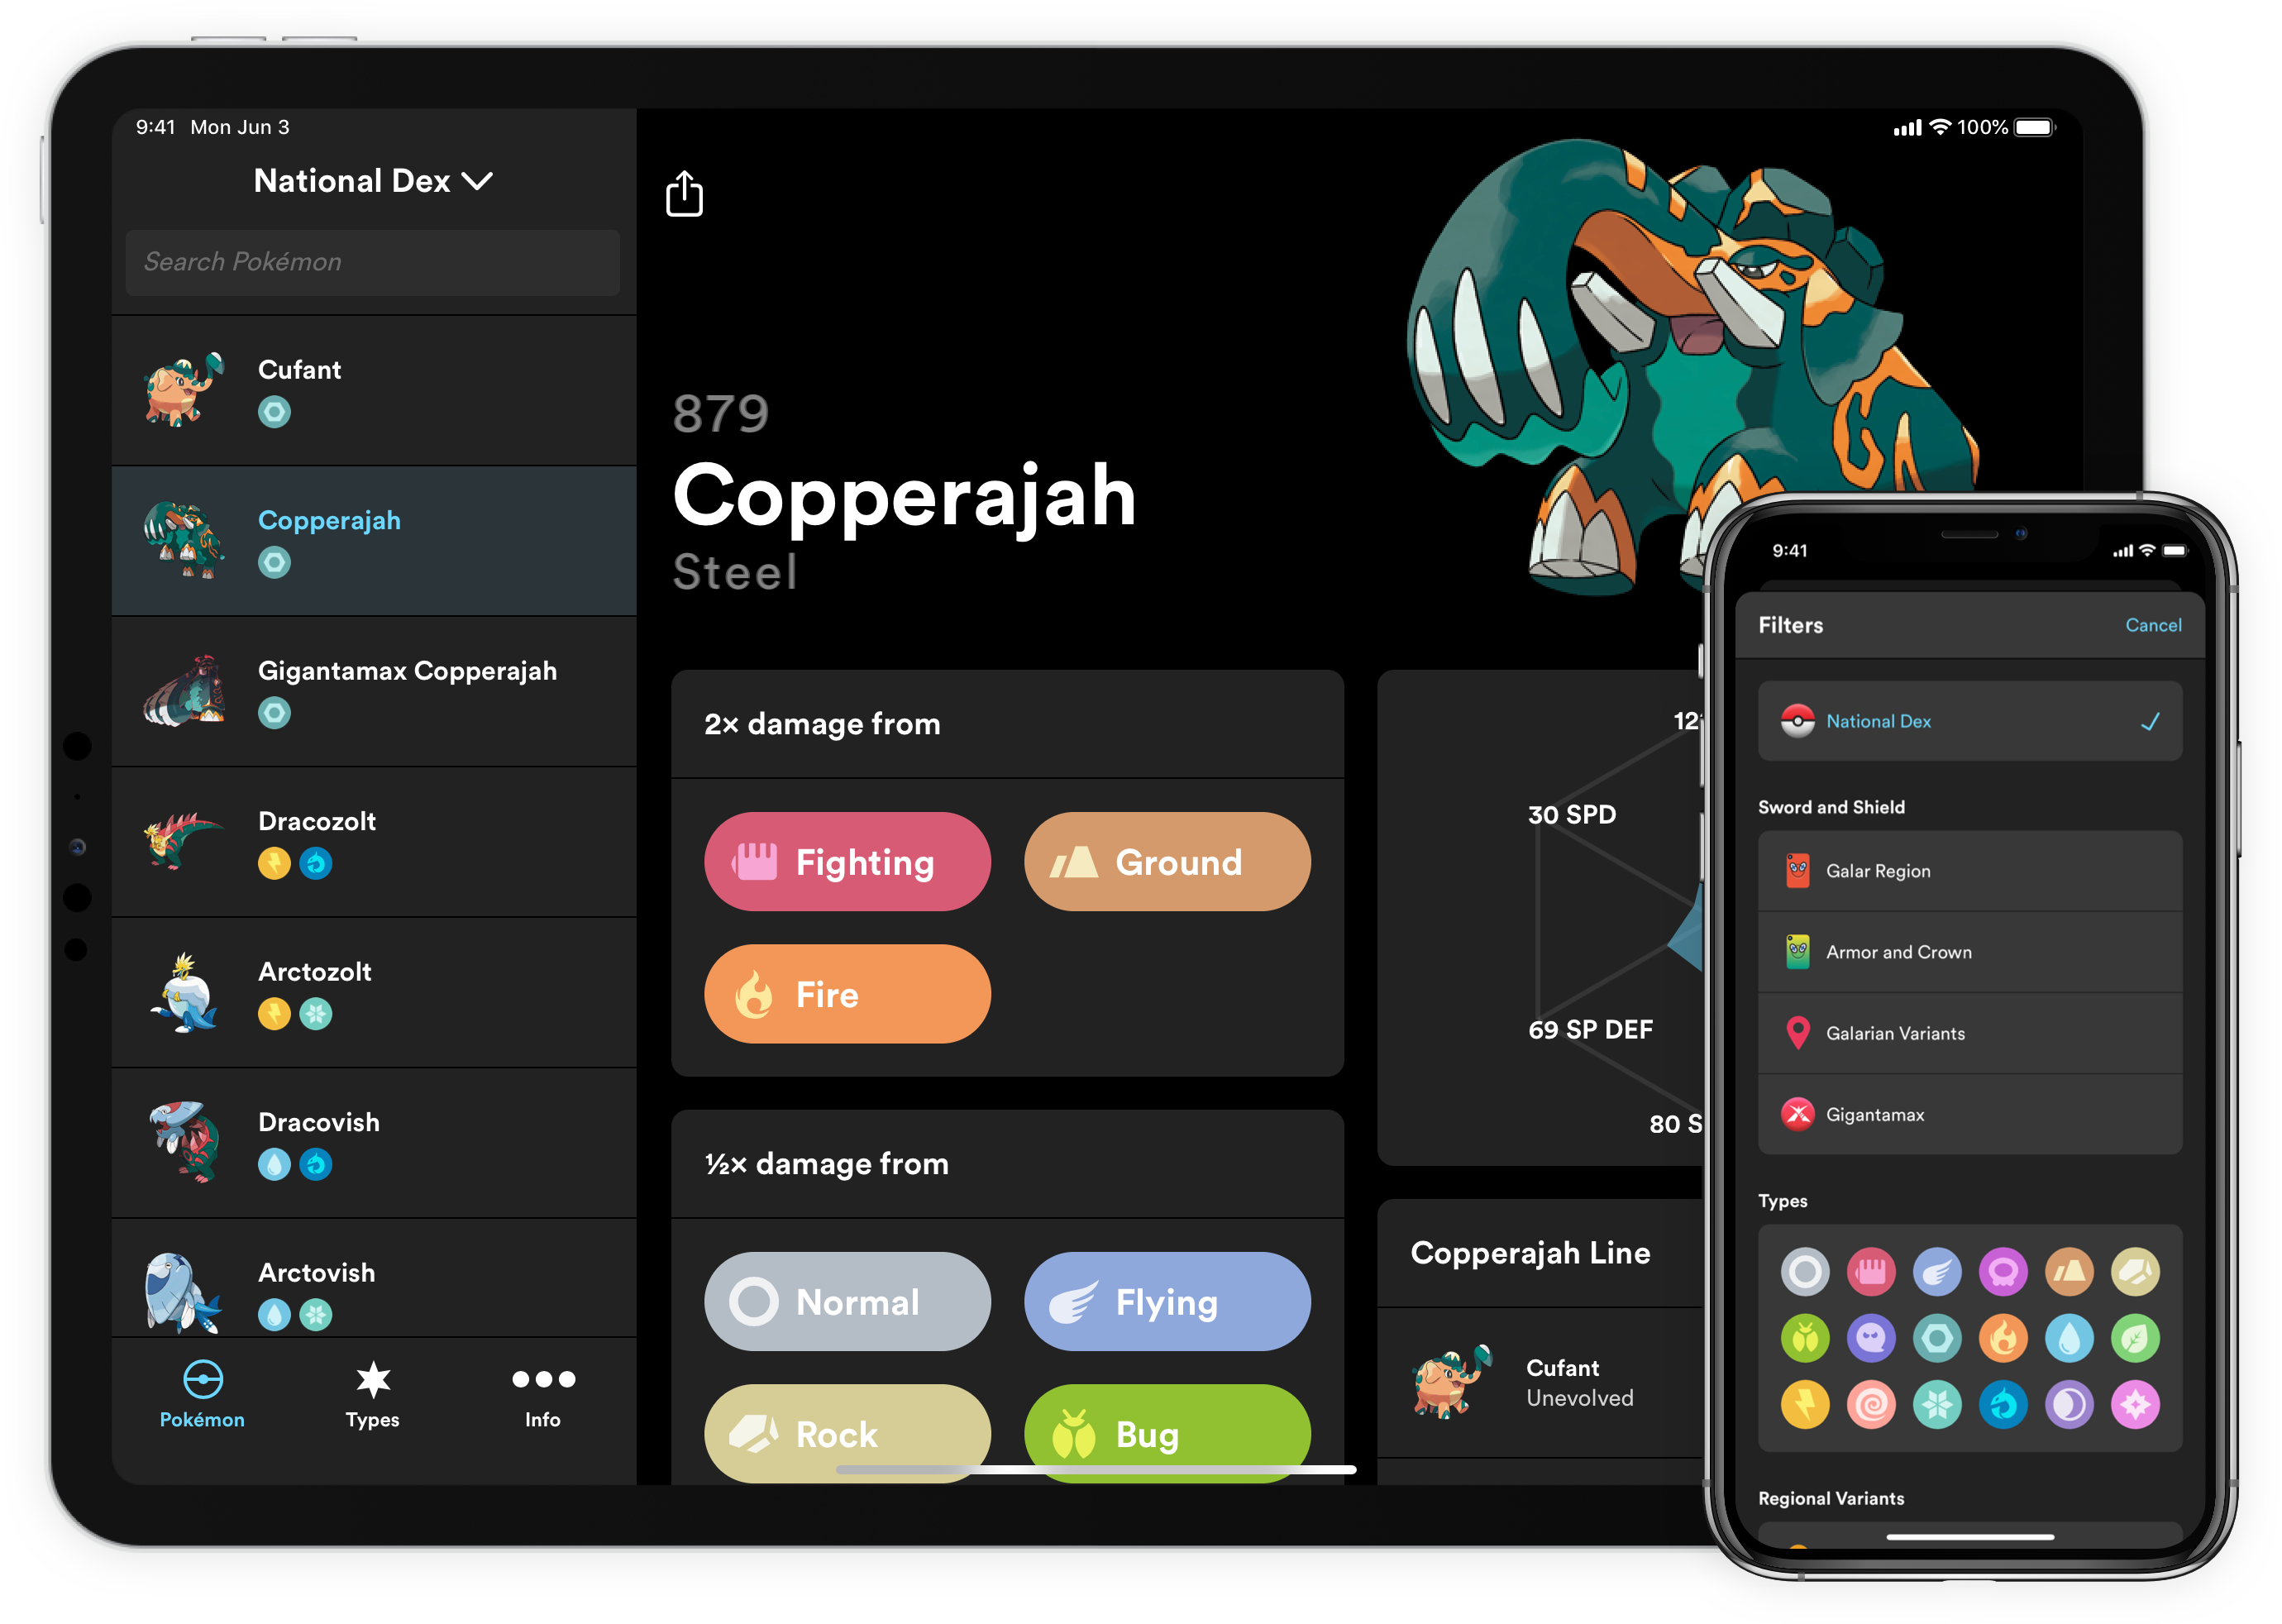 9:41 Mon Jun 3
100%
National Dex
Search Pokémon
Cufant
Copperajah
Gigantamax Copperajah
Dracozolt
Arctozolt
Dracovish
Arctovish
Pokémon
Types
Info
879
Copperajah
Steel
2× damage from
Fighting
Ground
Fire
½× damage from
Normal
Flying
Rock
Bug
30 SPD
69 SP DEF
80
Copperajah Line
Cufant
Unevolved
9:41
Filters
Cancel
National Dex
Sword and Shield
Galar Region
Armor and Crown
Galarian Variants
Gigantamax
Types
Regional Variants